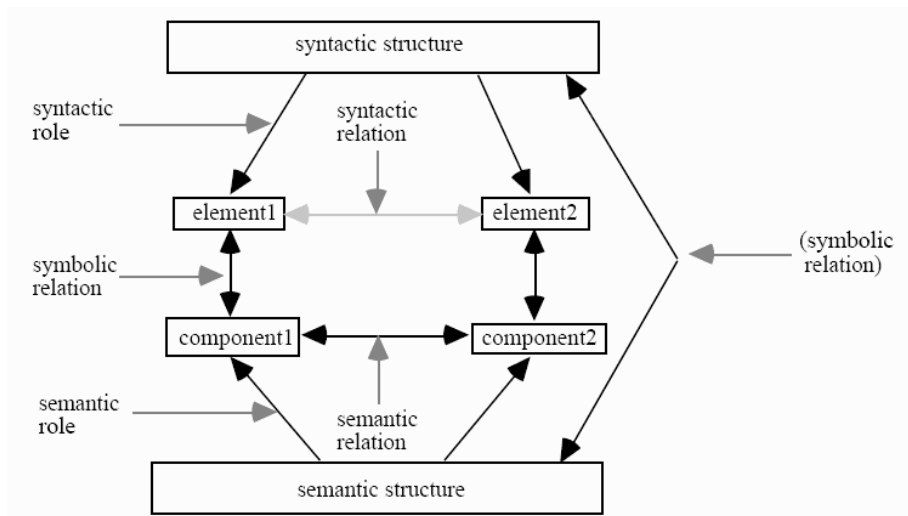 syntactic structure
syntactic
role
syntactic
relation
element1
element2
symbolic
relation
(symbolic
relation)
component1
component2
semantic
role
semantic
relation
semantic structure